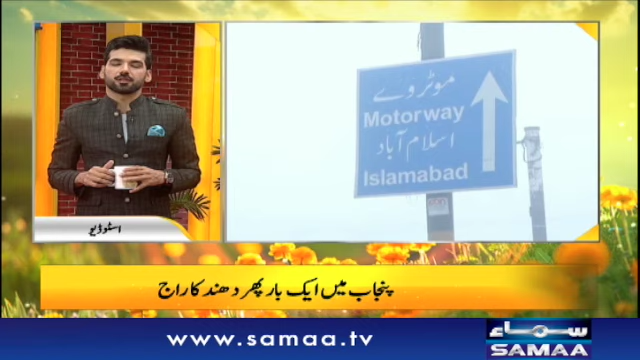 موٹروے
Motorway
اسلام آباد
Islamabad
اسٹوڈیو
پنجاب میں ایک بار پھر دھند کا راج
www.samaa.tv
سماء
SAMAA